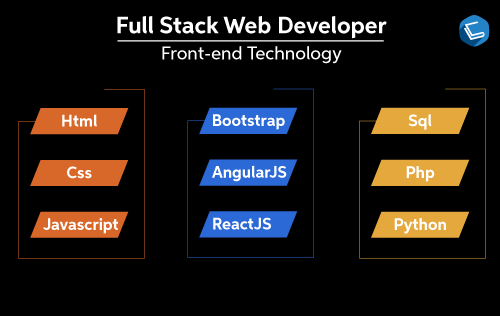 Full Stack Web Developer
Front-end Technology
Html
Css
Javascript
Bootstrap
AngularJS
ReactJS
Sql
Php
Python